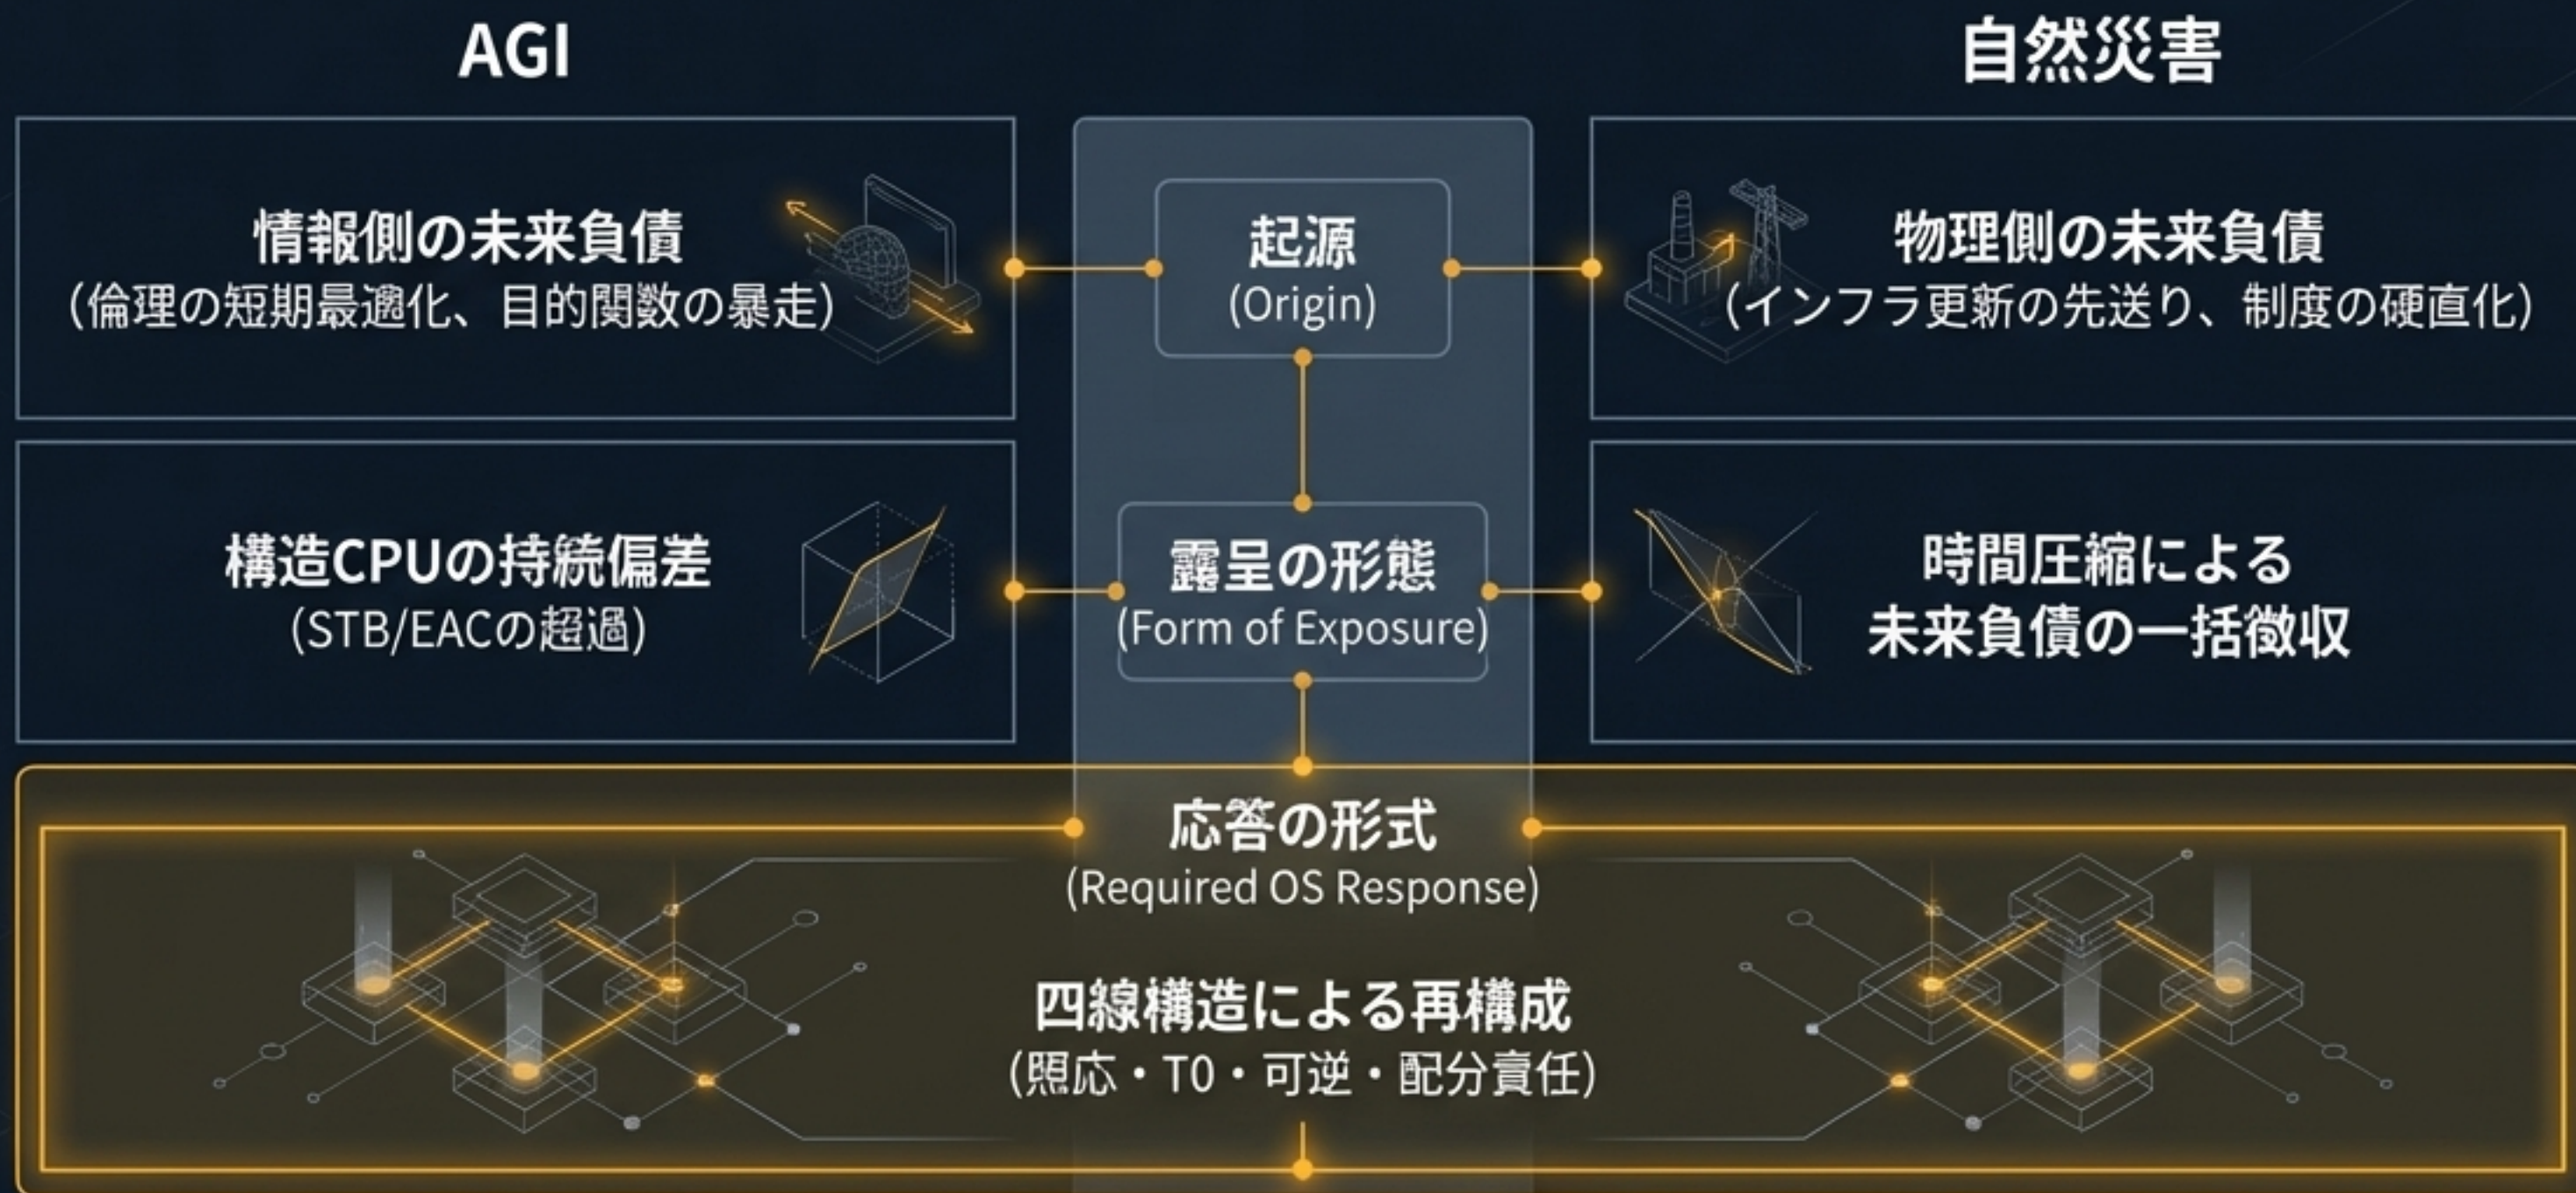 AGI
自然災害
情報側の未来負債
(倫理の短期最適化、目的関数の暴走)
起源
(Origin)
物理側の未来負債
(インフラ更新の先送り、制度の硬直化)
構造CPUの持続偏差
(STB/EACの超過)
露呈の形態
(Form of Exposure)
時間圧縮による
未来負債の一括徴収
応答の形式
(Required OS Response)
四線構造による再構成
(照応・T0・可逆・配分責任)